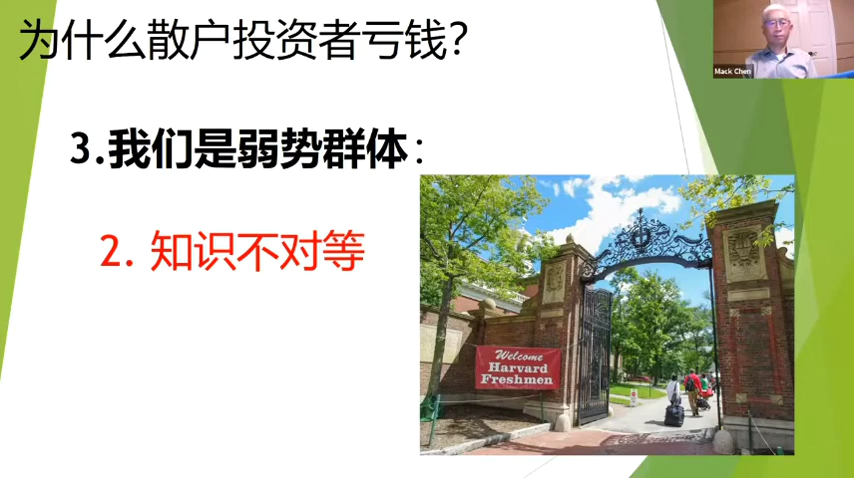 为什么散户投资者亏钱？
Mack Chen
3.我们是弱势群体：
2. 知识不对等
Welcome
Harvard
Freshmen